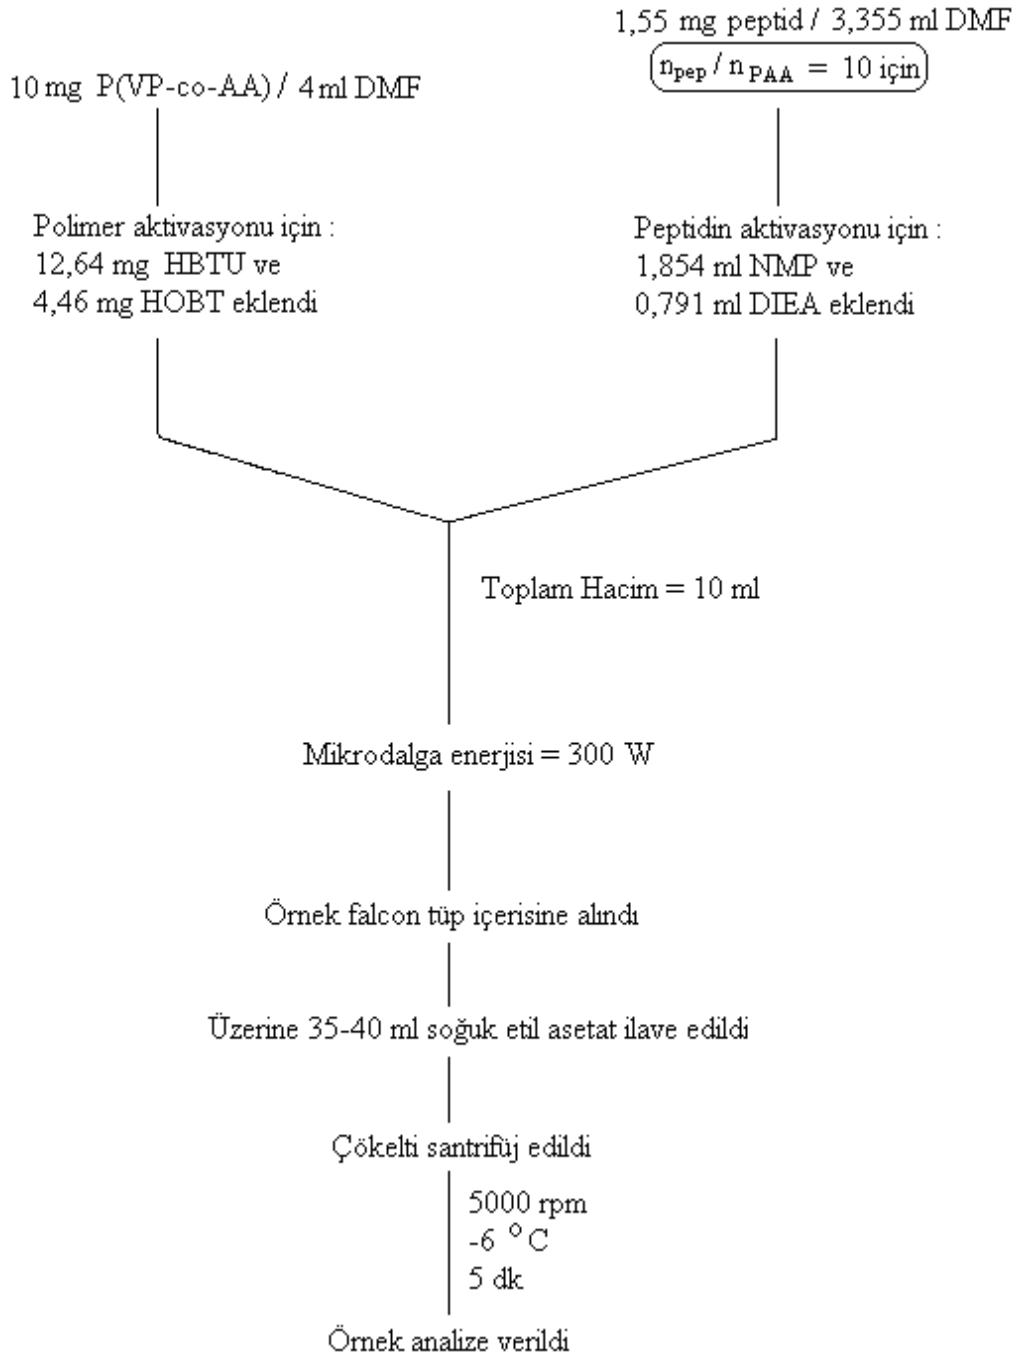 1,55 mg peptid / 3,355 ml DMF
n pep / n PAA = 10 için
10 mg P(VP-co-AA) / 4 ml DMF
Polimer aktivasyonu için :
12,64 mg HBTU ve
4,46 mg HOBT eklendi
Peptidin aktivasyonu için :
1,854 ml NMP ve
0,791 ml DIEA eklendi
Toplam Hacim = 10 ml
Mikrodalga enerjisi = 300 W
Örnek falcon tüp içerisine alındı
Üzerine 35-40 ml soğuk etil asetat ilave edildi
Çökelti santrifüj edildi
5000 rpm
-6 °C
5 dk
Örnek analize verildi